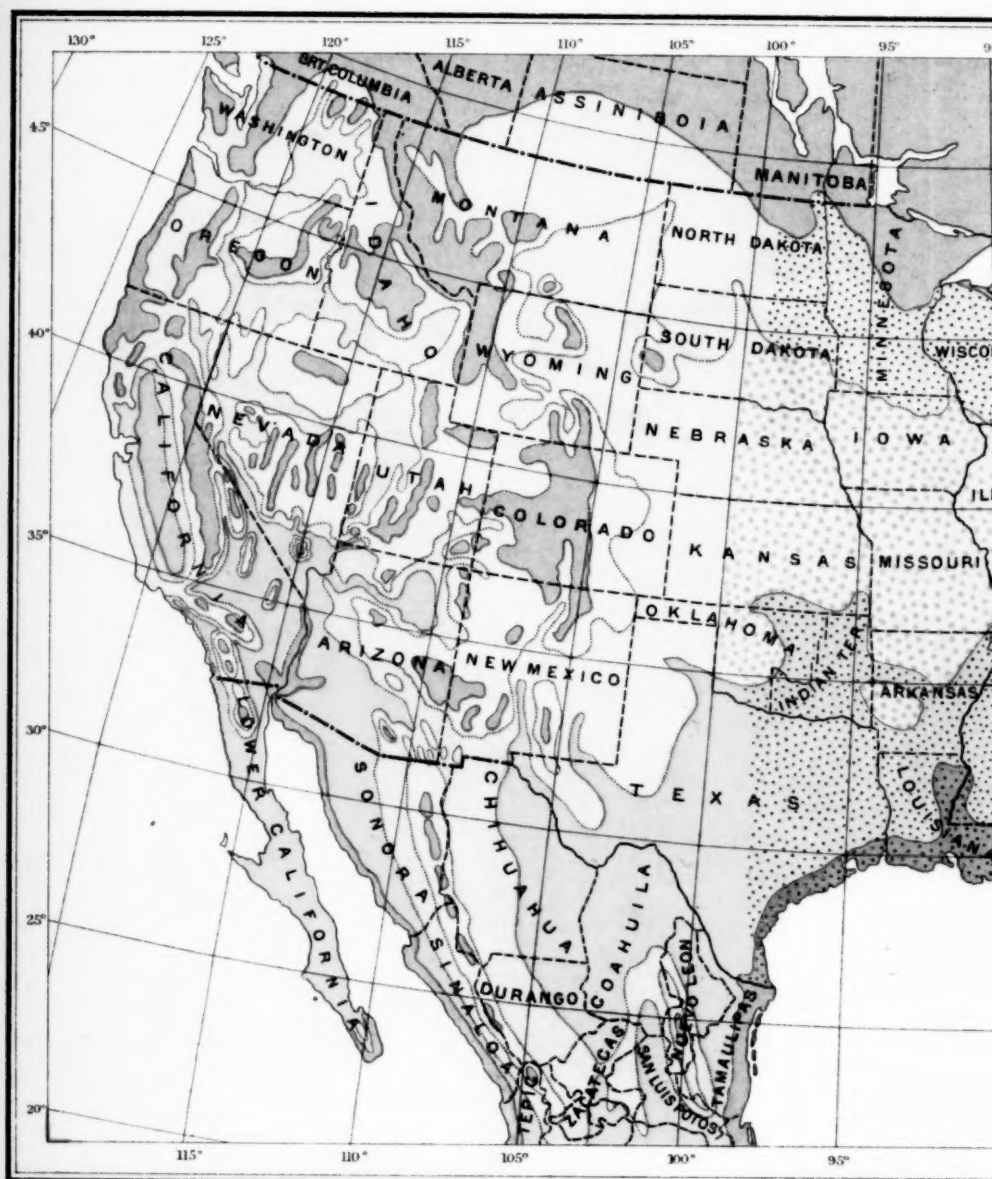 130° 125° 120° 115° 110° 100° 95° 9
45°
40°
35°
30°
25°
20°
BRT. COLUMBIA
ALBERTA
ASSINIBOIA
MANITOBA
WASHINGTON
MONTANA
NORTH DAKOTA
MINNESOTA
OREGON
IDAHO
WYOMING
SOUTH DAKOTA
WISCON
CALIFORNIA
NEVADA
UTAH
NEBRASKA
IOWA
ILL
COLORADO
KANSAS
MISSOURI
ARIZONA
NEW MEXICO
OKLAHOMA
INDIAN TER.
ARKANSAS
TEXAS
LOUISIANA
LOWER CALIFORNIA
SONORA
CHIHUAHUA
COAHUILA
SINALOA
DURANGO
NUEVO LEON
TAMAULIPAS
ZACATECAS
SAN LUIS POTOSI
TEPIC
115° 110° 105° 100° 95°